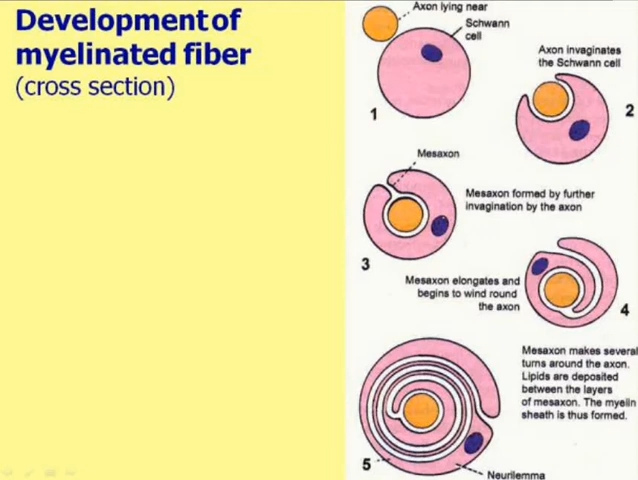 Development of
myelinated fiber
(cross section)
Axon lying near
Schwann
cell
1
Axon invaginates
the Schwann cell
2
Mesaxon
Mesaxon formed by further
invagination by the axon
3
Mesaxon elongates and
begins to wind round
the axon
4
Mesaxon makes several
turns around the axon.
Lipids are deposited
between the layers
of mesaxon. The myelin
sheath is thus formed.
5
Neurilemma